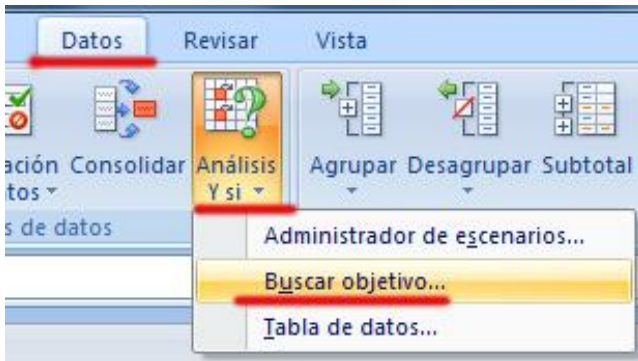 Datos Revisar Vista
ación Consolidar Análisis Agrupar Desagrupar Subtotal
tos Y si
s de datos
Administrador de escenarios...
Buscar objetivo...
Tabla de datos...